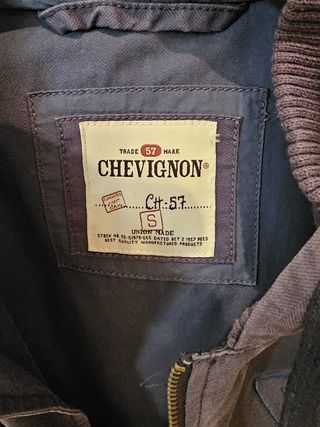 TRADE 57 MARK
CHEVIGNON®
CH-57
S
UNION MADE
BEST QUALITY MANUFACTURED PRODUCTS